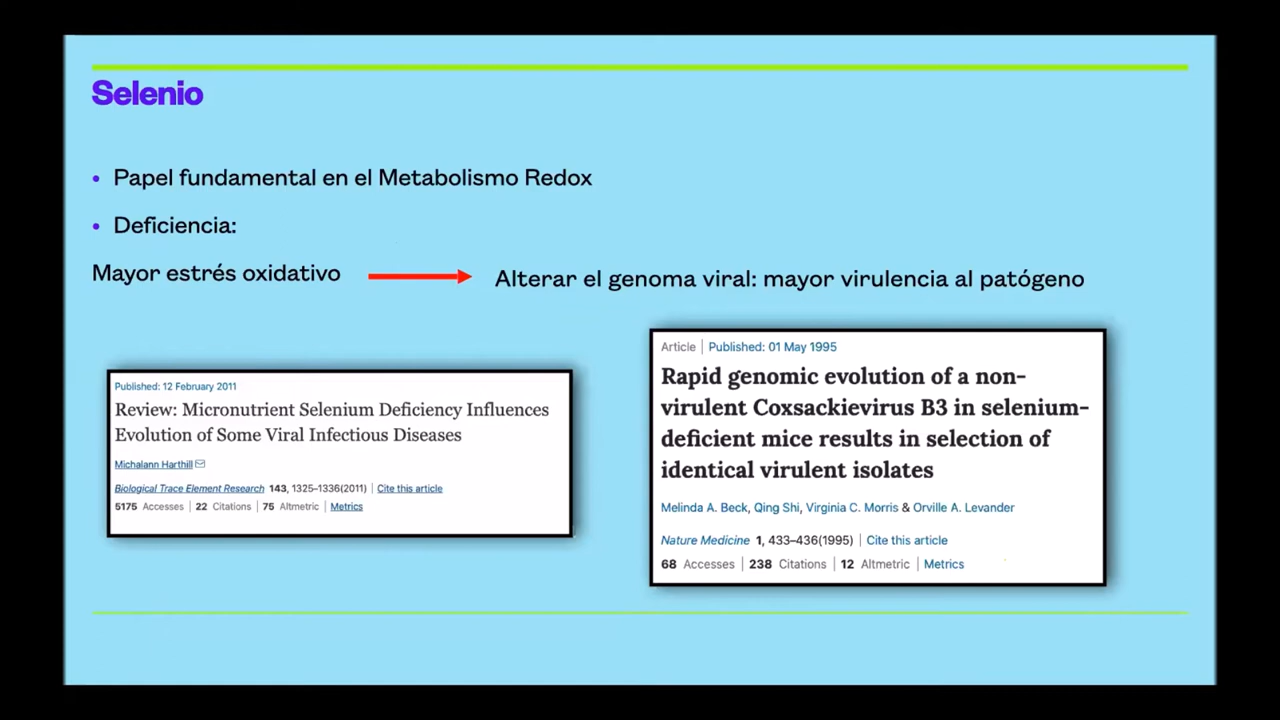 Selenio
• Papel fundamental en el Metabolismo Redox
• Deficiencia:
Mayor estrés oxidativo
Alterar el genoma viral: mayor virulencia al patógeno
Published: 12 February 2011
Review: Micronutrient Selenium Deficiency Influences
Evolution of Some Viral Infectious Diseases
Michalann Harthill
Biological Trace Element Research 143, 1325–1336(2011) | Cite this article
5175 Accesses | 22 Citations | 75 Altmetric | Metrics
Article | Published: 01 May 1995
Rapid genomic evolution of a non-
virulent Coxsackievirus B3 in selenium-
deficient mice results in selection of
identical virulent isolates
Melinda A. Beck, Qing Shi, Virginia C. Morris & Orville A. Levander
Nature Medicine 1, 433–436(1995) | Cite this article
68 Accesses | 238 Citations | 12 Altmetric | Metrics